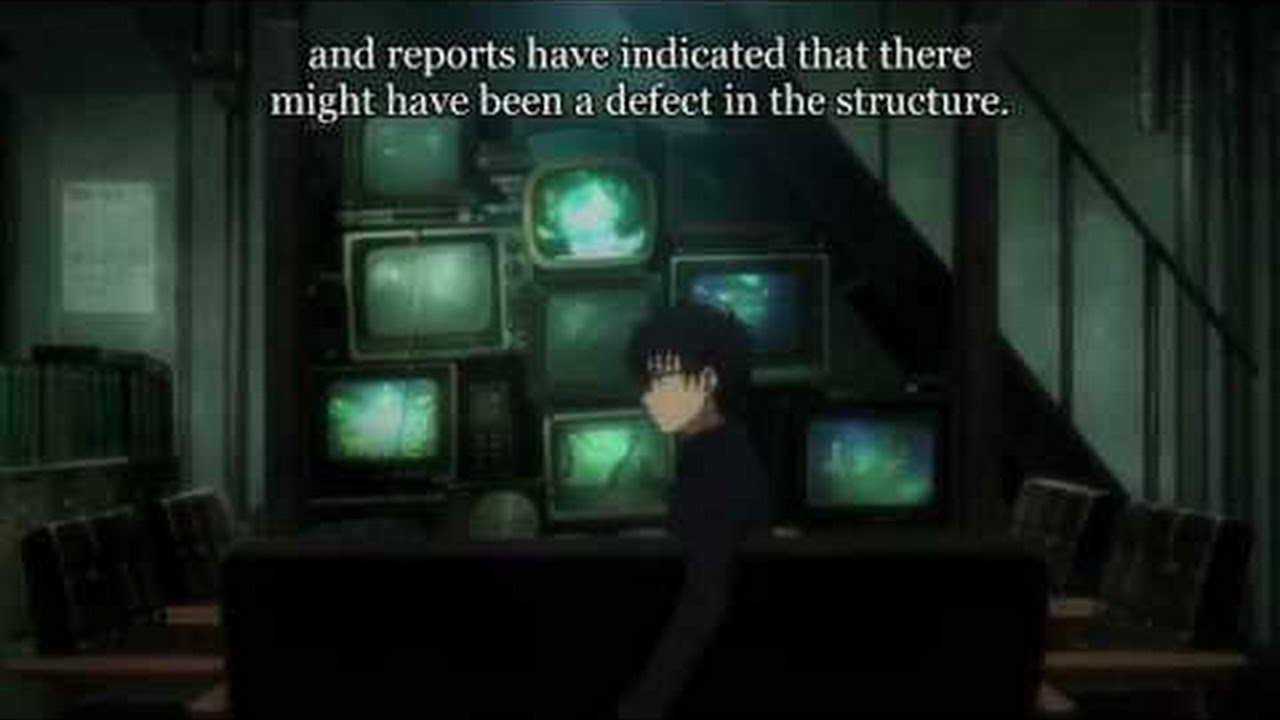 and reports have indicated that there
might have been a defect in the structure.